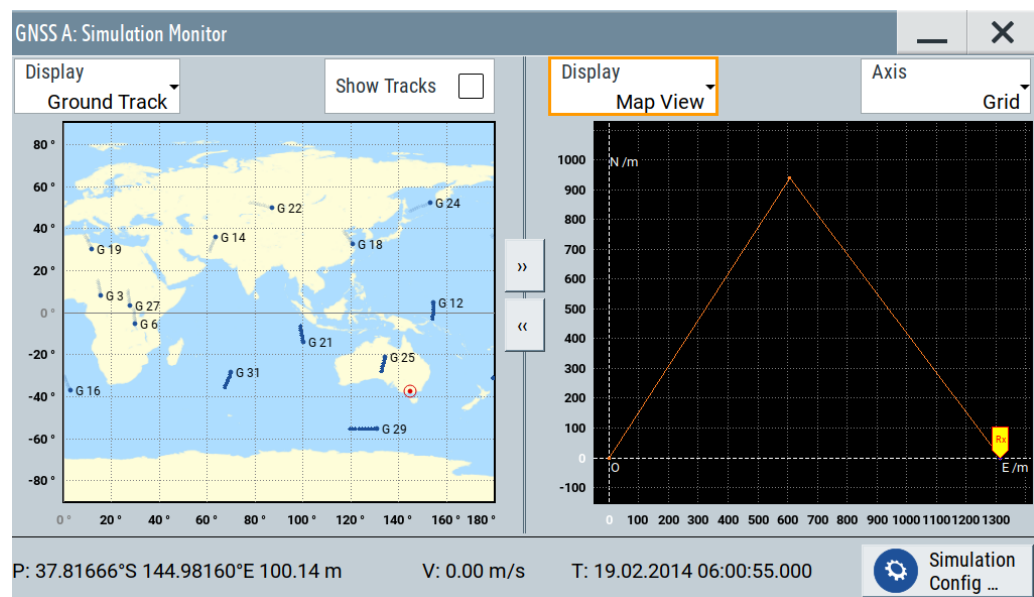 GNSS A: Simulation Monitor
Display
Ground Track
Show Tracks
Display
Map View
Axis
Grid
80 °
60 °
40 °
20 °
0 °
-20 °
-40 °
-60 °
-80 °
G 22
G 24
G 14
G 18
G 19
G 3
G 27
G 12
G 6
G 21
G 25
G 31
G 16
G 29
0 °
20 °
40 °
60 °
80 °
100 °
120 °
140 °
160 °
180 °
››
‹‹
N /m
1000
900
800
700
600
500
400
300
200
100
0
-100
Rx
O
E /m
0
100
200
300
400
500
600
700
800
900
1000
1100
1200
1300
P: 37.81666°S 144.98160°E 100.14 m
V: 0.00 m/s
T: 19.02.2014 06:00:55.000
Simulation
Config ...